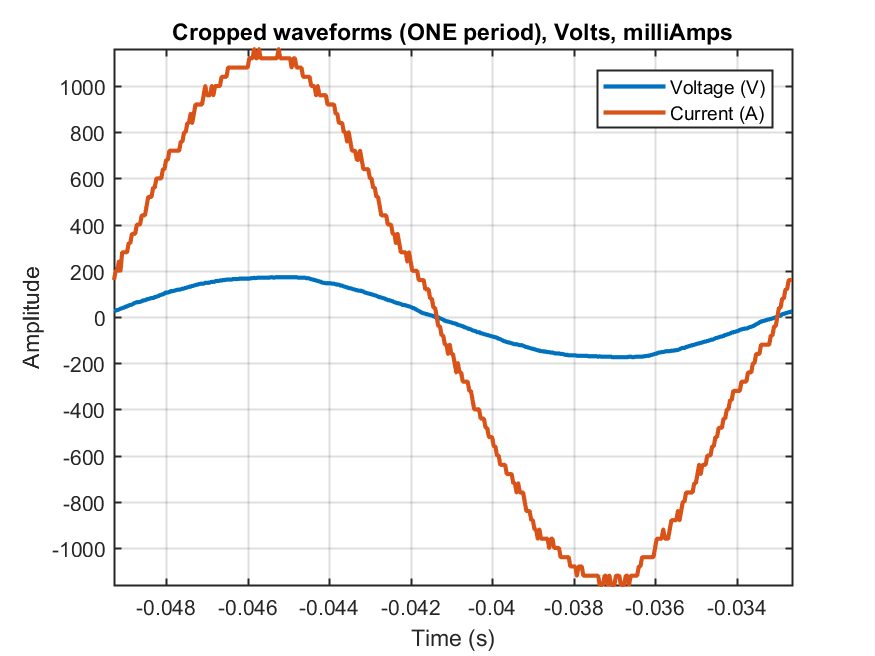 Cropped waveforms (ONE period), Volts, milliAmps
Voltage (V)
Current (A)
1000
800
600
400
200
0
-200
-400
-600
-800
-1000
Amplitude
-0.048 -0.046 -0.044 -0.042 -0.04 -0.038 -0.036 -0.034
Time (s)